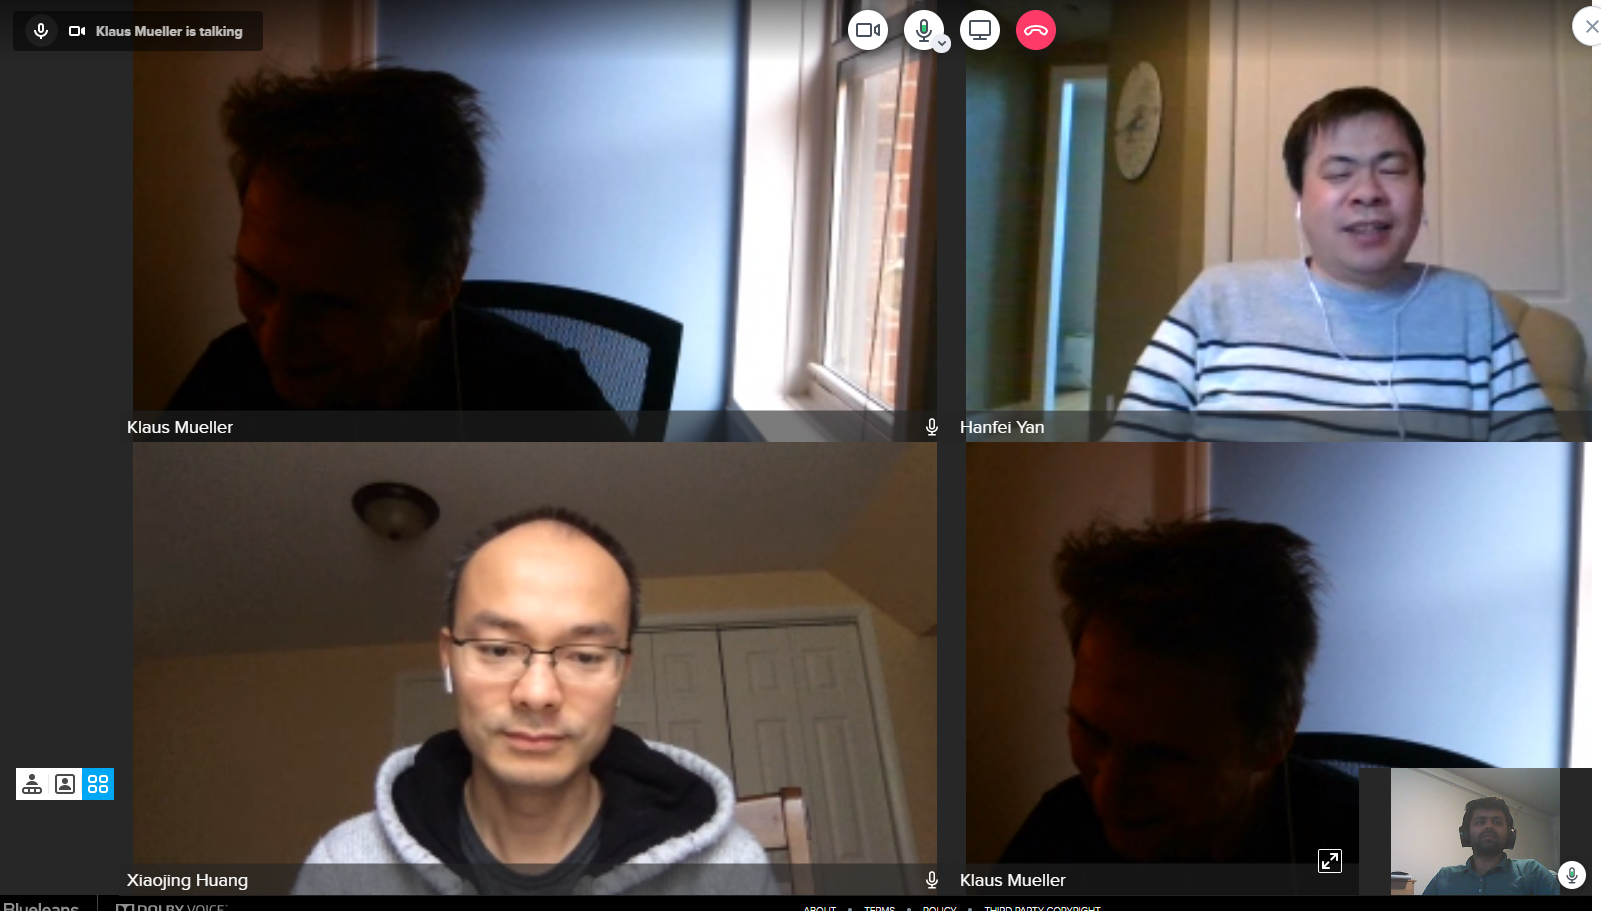 Klaus Mueller is talking
Klaus Mueller
Hanfei Yan
Xiaojing Huang
Klaus Mueller
BlueJeans
DOLBY VOICE
ABOUT • TERMS • POLICY • THIRD PARTY COPYRIGHT